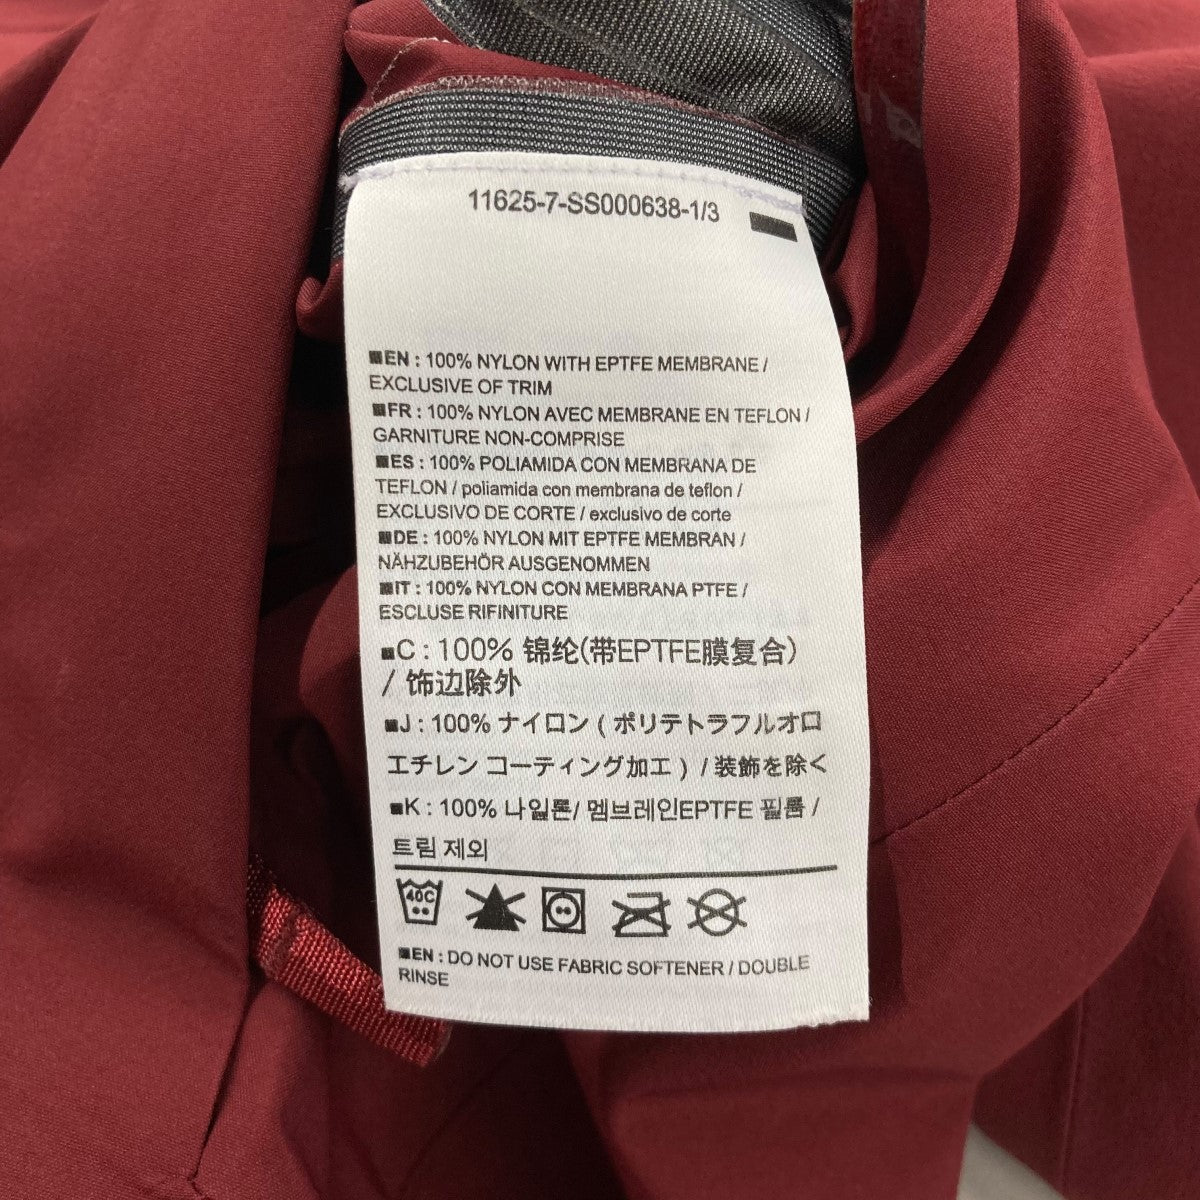 11625-7-SS000638-1/3
■EN : 100% NYLON WITH EPTFE MEMBRANE /
EXCLUSIVE OF TRIM
■FR : 100% NYLON AVEC MEMBRANE EN TEFLON /
GARNITURE NON-COMPRISE
■ES : 100% POLIAMIDA CON MEMBRANA DE
TEFLON / poliamida con membrana de teflon /
EXCLUSIVO DE CORTE / exclusivo de corte
■DE : 100% NYLON MIT EPTFE MEMBRAN /
NÄHZUBEHÖR AUSGENOMMEN
■IT : 100% NYLON CON MEMBRANA PTFE /
ESCLUSE RIFINITURE
■C : 100% 锦纶(带EPTFE膜复合)
/ 饰边除外
■J : 100% ナイロン ( ポリテトラフルオロ
エチレン コーティング加工 ) / 装飾を除く
■K : 100% 나일론/ 멤브레인EPTFE 필름 /
트림 제외
40C
■EN : DO NOT USE FABRIC SOFTENER / DOUBLE
RINSE